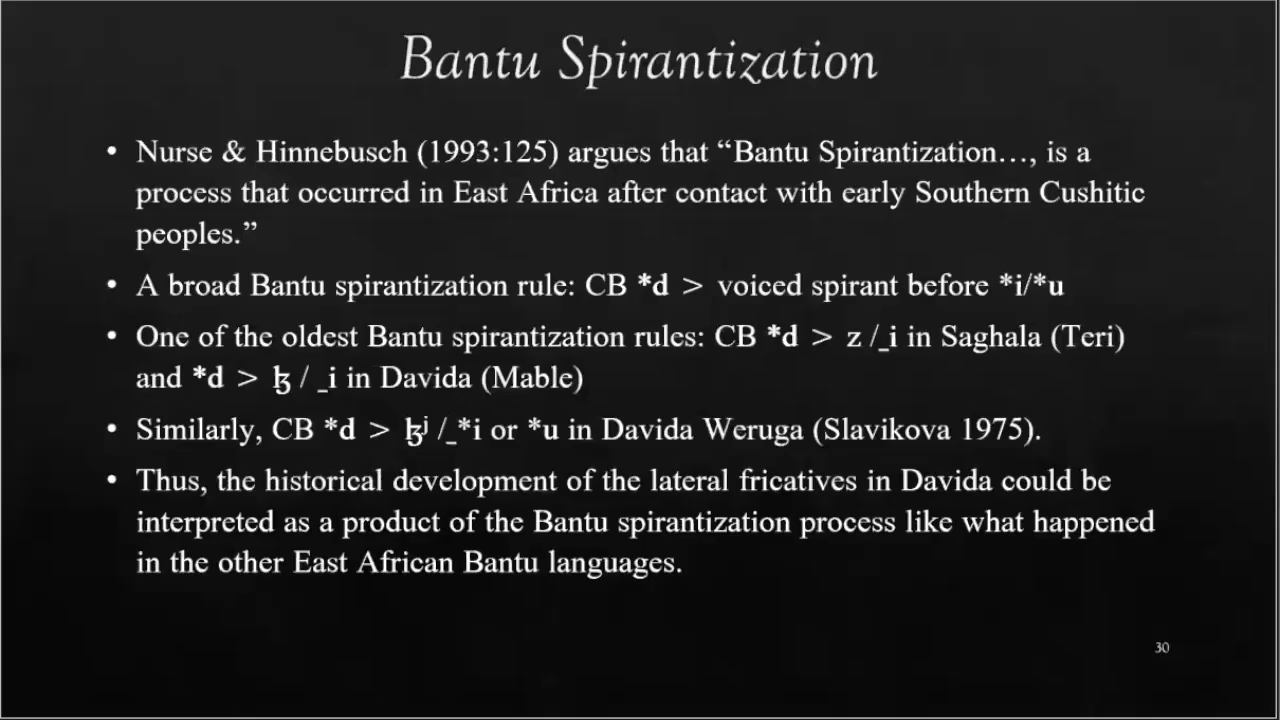 Bantu Spirantization
• Nurse & Hinnebusch (1993:125) argues that “Bantu Spirantization…, is a
process that occurred in East Africa after contact with early Southern Cushitic
peoples.”
• A broad Bantu spirantization rule: CB *d > voiced spirant before *i/*u
• One of the oldest Bantu spirantization rules: CB *d > z /_i in Saghala (Teri)
and *d > ɮ / _i in Davida (Mable)
• Similarly, CB *d > ɮʲ /_*i or *u in Davida Weruga (Slavikova 1975).
• Thus, the historical development of the lateral fricatives in Davida could be
interpreted as a product of the Bantu spirantization process like what happened
in the other East African Bantu languages.
30